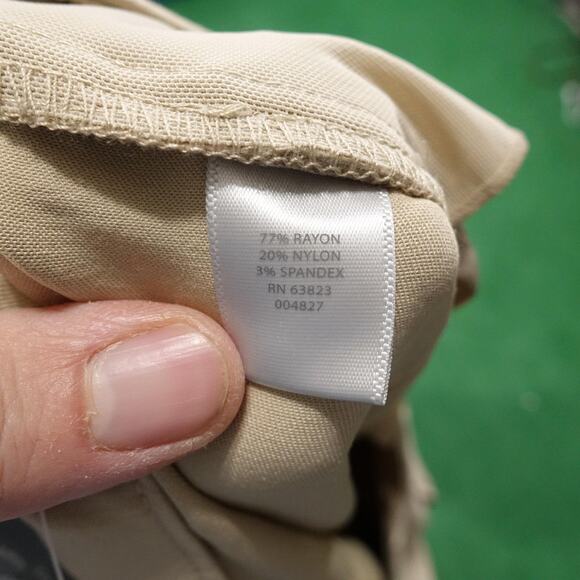 77% RAYON
20% NYLON
3% SPANDEX
RN 63823
004827